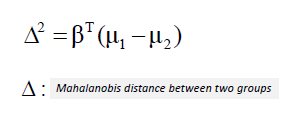 Δ² = βᵀ(μ₁ − μ₂)
Δ : Mahalanobis distance between two groups